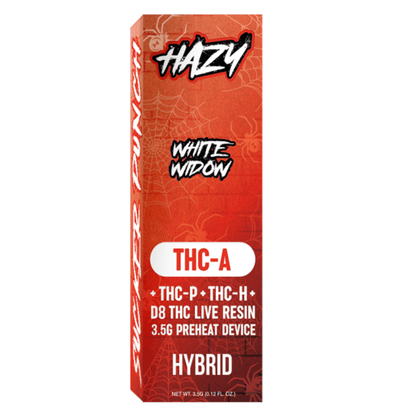 HAZY
WHITE
WIDOW
THC-A
+ THC-P + THC-H +
D8 THC LIVE RESIN
3.5G PREHEAT DEVICE
HYBRID
NET WT. 3.5G (0.12 FL. OZ.)
SUCKER PUNCH